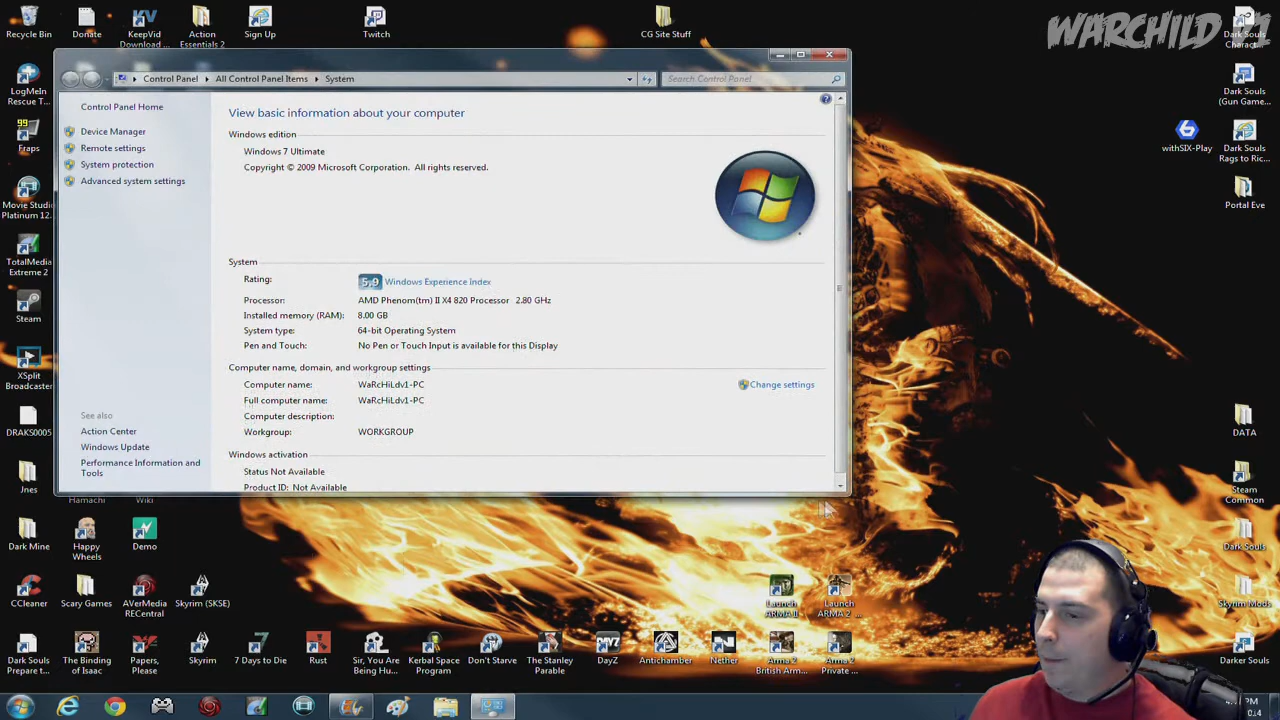 Recycle Bin
Donate
KeepVid
Download ...
Action
Essentials 2
Sign Up
Twitch
CG Site Stuff
WARCHILD
Dark Souls
Charact...
Control Panel
All Control Panel Items
System
Search Control Panel
LogMeIn
Rescue T...
Fraps
Movie Studio
Platinum 12...
TotalMedia
Extreme 2
Steam
XSplit
Broadcaster
DRAKS0005
Jnes
Hamachi
Wiki
Control Panel Home
Device Manager
Remote settings
System protection
Advanced system settings
See also
Action Center
Windows Update
Performance Information and
Tools
View basic information about your computer
Windows edition
Windows 7 Ultimate
Copyright © 2009 Microsoft Corporation. All rights reserved.
System
Rating:
5.9 Windows Experience Index
Processor: AMD Phenom(tm) II X4 820 Processor 2.80 GHz
Installed memory (RAM): 8.00 GB
System type: 64-bit Operating System
Pen and Touch: No Pen or Touch Input is available for this Display
Computer name, domain, and workgroup settings
Computer name: WaRcHiLdv1-PC
Change settings
Full computer name: WaRcHiLdv1-PC
Computer description:
Workgroup: WORKGROUP
Windows activation
Status Not Available
Product ID: Not Available
Dark Souls
(Gun Game...
withSIX-Play
Dark Souls
Rags to Ric...
Portal Eve
DATA
Steam
Common
Dark Souls
Skyrim Mods
Darker Souls
Dark Mine
Happy
Wheels
Demo
CCleaner
Scary Games
AVerMedia
RECentral
Skyrim (SKSE)
Launch
ARMA II
Launch
ARMA 2 ...
Dark Souls
Prepare t...
The Binding
of Isaac
Papers,
Please
Skyrim
7 Days to Die
Rust
Sir, You Are
Being Hu...
Kerbal Space
Program
Don't Starve
The Stanley
Parable
DayZ
Antichamber
Nether
Arma 2
British Arm...
Arma 2
Private ...
PM